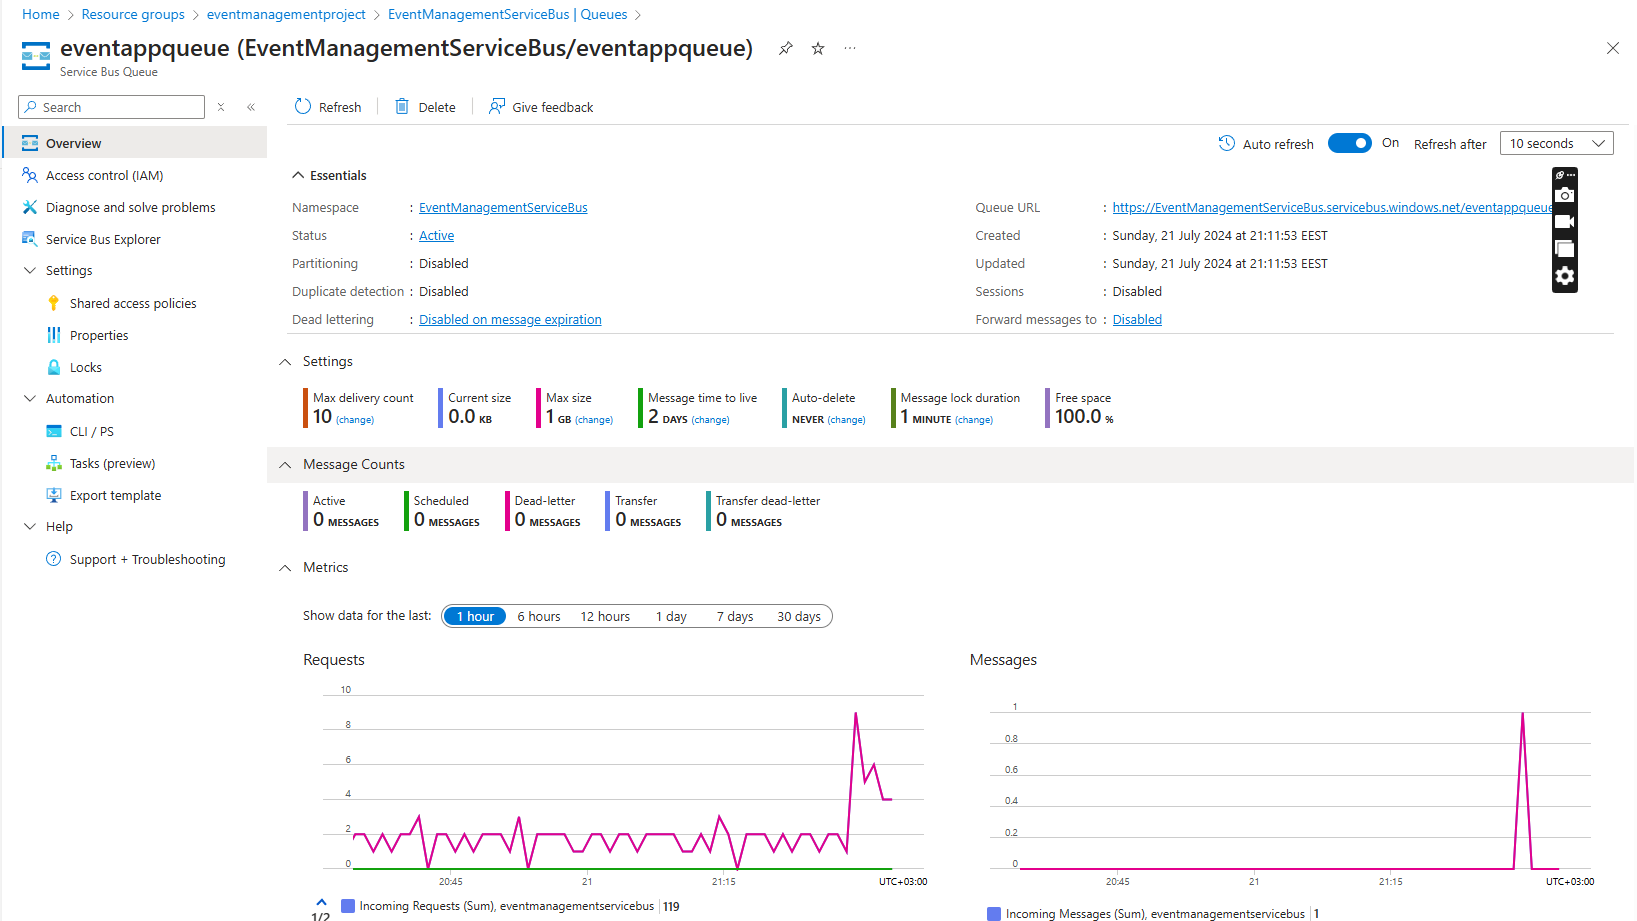 Home > Resource groups > eventmanagementproject > EventManagementServiceBus | Queues >
eventappqueue (EventManagementServiceBus/eventappqueue) ...
Service Bus Queue
Search
Refresh Delete Give feedback
Auto refresh On Refresh after 10 seconds
Overview
Access control (IAM)
Diagnose and solve problems
Service Bus Explorer
Settings
Shared access policies
Properties
Locks
Automation
CLI / PS
Tasks (preview)
Export template
Help
Support + Troubleshooting
Essentials
Namespace : EventManagementServiceBus
Status : Active
Partitioning : Disabled
Duplicate detection : Disabled
Dead lettering : Disabled on message expiration
Queue URL : https://EventManagementServiceBus.servicebus.windows.net/eventappqueue
Created : Sunday, 21 July 2024 at 21:11:53 EEST
Updated : Sunday, 21 July 2024 at 21:11:53 EEST
Sessions : Disabled
Forward messages to : Disabled
Settings
Max delivery count Current size Max size Message time to live Auto-delete Message lock duration Free space
10 (change) 0.0 KB 1 GB (change) 2 DAYS (change) NEVER (change) 1 MINUTE (change) 100.0 %
Message Counts
Active Scheduled Dead-letter Transfer Transfer dead-letter
0 MESSAGES 0 MESSAGES 0 MESSAGES 0 MESSAGES 0 MESSAGES
Metrics
Show data for the last: 1 hour 6 hours 12 hours 1 day 7 days 30 days
Requests
10
8
6
4
2
0
20:45 21 21:15 UTC+03:00
1/2 Incoming Requests (Sum), eventmanagementservicebus 119
Messages
1
0.8
0.6
0.4
0.2
0
20:45 21 21:15 UTC+03:00
Incoming Messages (Sum), eventmanagementservicebus 1